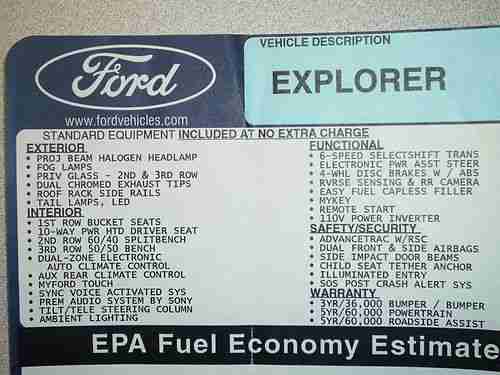 Ford
www.fordvehicles.com
VEHICLE DESCRIPTION
EXPLORER
STANDARD EQUIPMENT INCLUDED AT NO EXTRA CHARGE
EXTERIOR
• PROJ BEAM HALOGEN HEADLAMP
• FOG LAMPS
• PRIV GLASS - 2ND & 3RD ROW
• DUAL CHROMED EXHAUST TIPS
• ROOF RACK SIDE RAILS
• TAIL LAMPS, LED
INTERIOR
• 1ST ROW BUCKET SEATS
• 10-WAY PWR HTD DRIVER SEAT
• 2ND ROW 60/40 SPLITBENCH
• 3RD ROW 50/50 BENCH
• DUAL-ZONE ELECTRONIC
AUTO CLIMATE CONTROL
• AUX REAR CLIMATE CONTROL
• MYFORD TOUCH
• SYNC VOICE ACTIVATED SYS
• PREM AUDIO SYSTEM BY SONY
• TILT/TELE STEERING COLUMN
• AMBIENT LIGHTING
FUNCTIONAL
• 6-SPEED SELECTSHIFT TRANS
• ELECTRONIC PWR ASST STEER
• 4-WHL DISC BRAKES W / ABS
• RVRSE SENSING & RR CAMERA
• EASY FUEL CAPLESS FILLER
• MYKEY
• REMOTE START
• 110V POWER INVERTER
SAFETY/SECURITY
• ADVANCETRAC W/RSC
• DUAL FRONT & SIDE AIRBAGS
• SIDE IMPACT DOOR BEAMS
• CHILD SEAT TETHER ANCHOR
• ILLUMINATED ENTRY
• SOS POST CRASH ALERT SYS
WARRANTY
• 3YR/36,000 BUMPER / BUMPER
• 5YR/60,000 POWERTRAIN
• 5YR/60,000 ROADSIDE ASSIST
EPA Fuel Economy Estimate